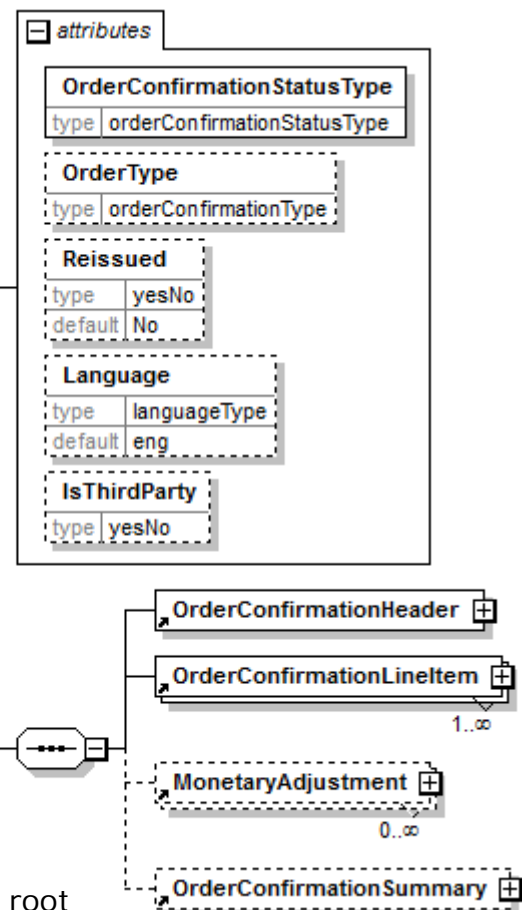 attributes
OrderConfirmationStatusType
type orderConfirmationStatusType
OrderType
type orderConfirmationType
Reissued
type yesNo
default No
Language
type languageType
default eng
IsThirdParty
type yesNo
OrderConfirmationHeader
OrderConfirmationLineItem
1..∞
MonetaryAdjustment
0..∞
OrderConfirmationSummary
root